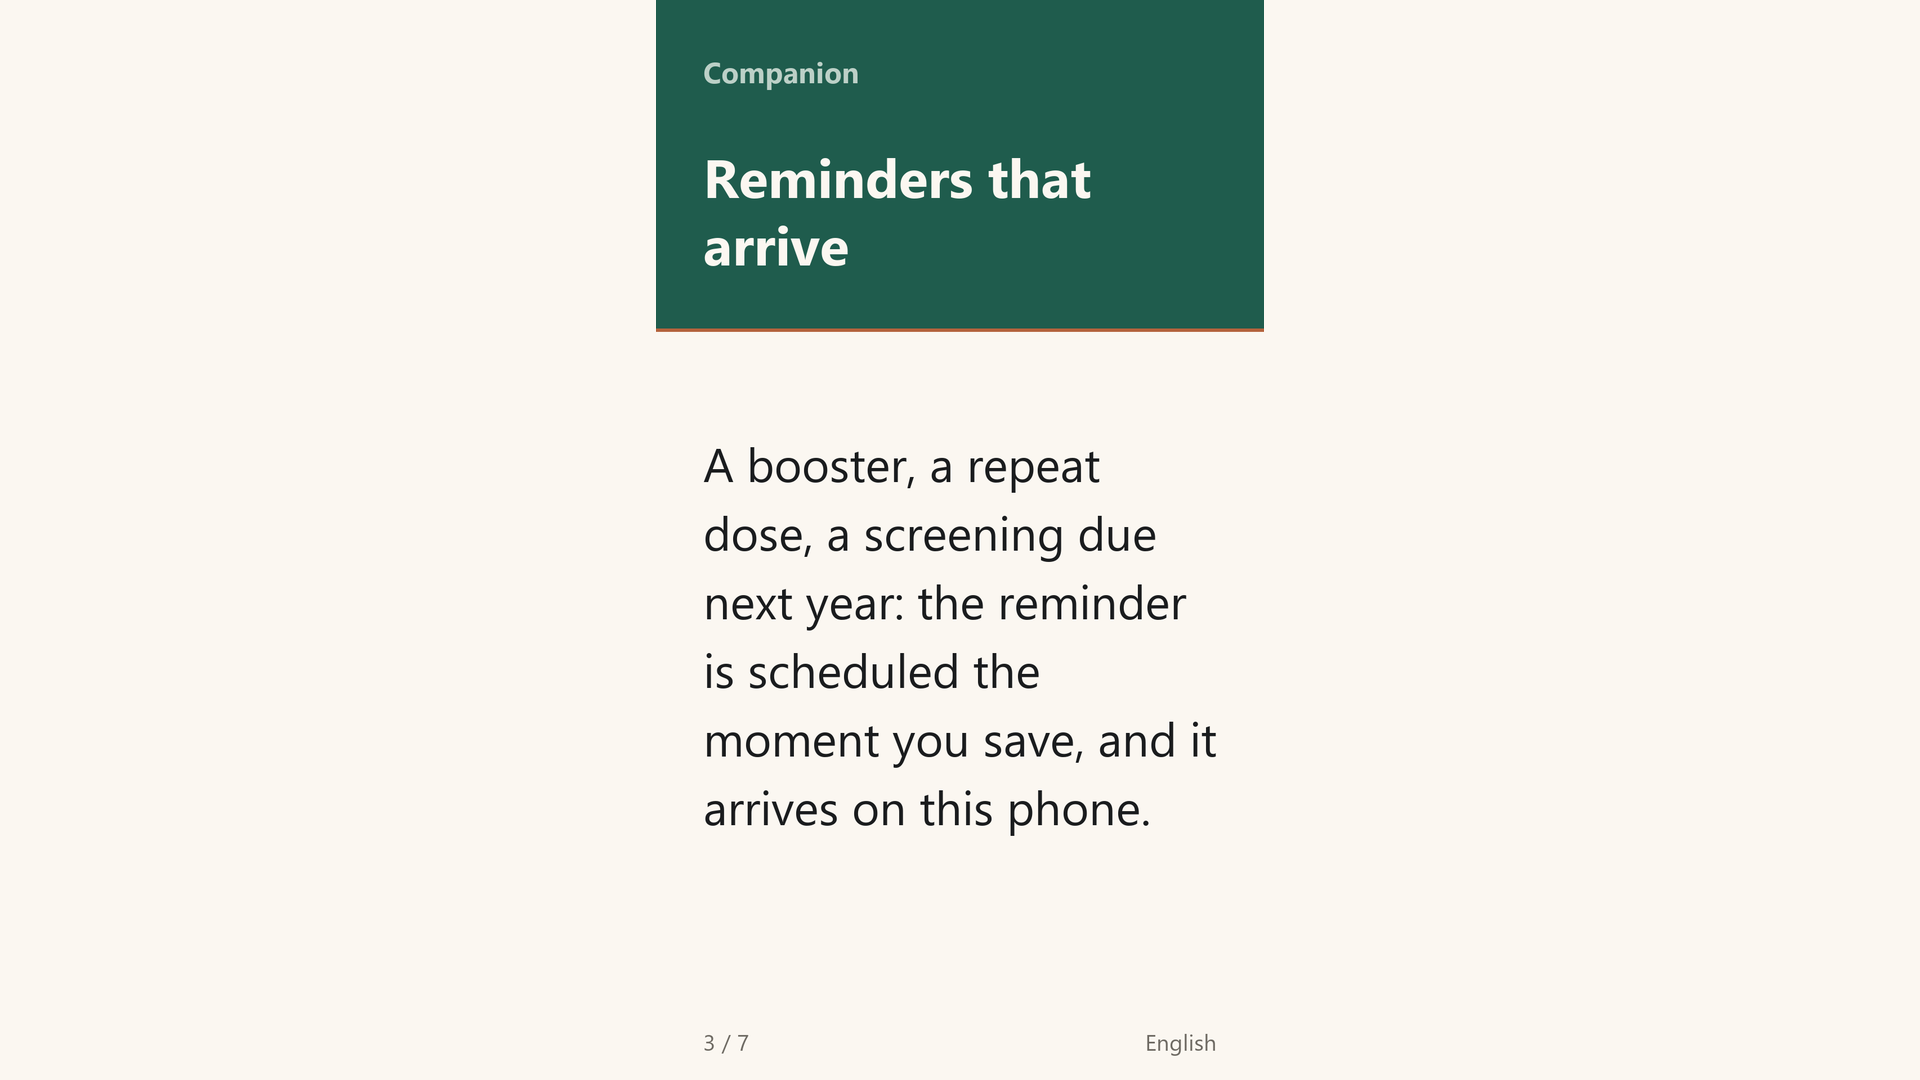 Companion
Reminders that
arrive
A booster, a repeat
dose, a screening due
next year: the reminder
is scheduled the
moment you save, and it
arrives on this phone.
3 / 7
English